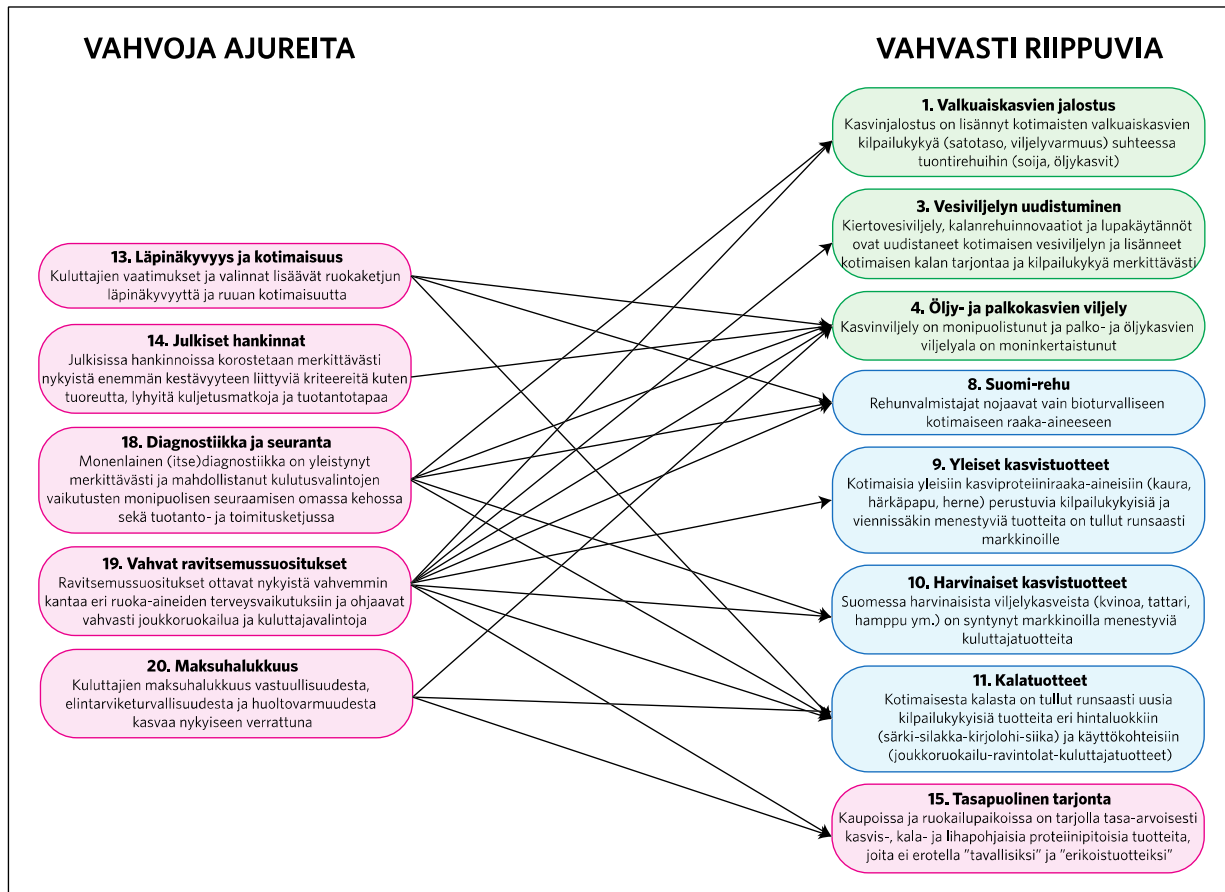 VAHVOJA AJUREITA
13. Läpinäkyvyys ja kotimaisuus
Kuluttajien vaatimukset ja valinnat lisäävät ruokaketjun
läpinäkyvyyttä ja ruuan kotimaisuutta
14. Julkiset hankinnat
Julkisissa hankinnoissa korostetaan merkittävästi
nykyistä enemmän kestävyyteen liittyviä kriteereitä kuten
tuoreutta, lyhyitä kuljetusmatkoja ja tuotantotapaa
18. Diagnostiikka ja seuranta
Monenlainen (itse)diagnostiikka on yleistynyt
merkittävästi ja mahdollistanut kulutusvalintojen
vaikutusten monipuolisen seuraamisen omassa kehossa
sekä tuotanto- ja toimitusketjussa
19. Vahvat ravitsemussuositukset
Ravitsemussuositukset ottavat nykyistä vahvemmin
kantaa eri ruoka-aineiden terveysvaikutuksiin ja ohjaavat
vahvasti joukkoruokailua ja kuluttajavalintoja
20. Maksuhalukkuus
Kuluttajien maksuhalukkuus vastuullisuudesta,
elintarviketurvallisuudesta ja huoltovarmuudesta
kasvaa nykyiseen verrattuna
VAHVASTI RIIPPUVIA
1. Valkuaiskasvien jalostus
Kasvinjalostus on lisännyt kotimaisten valkuaiskasvien
kilpailukykyä (satotaso, viljelyvarmuus) suhteessa
tuontirehuihin (soija, öljykasvit)
3. Vesiviljelyn uudistuminen
Kiertovesiviljely, kalanrehuinnovaatiot ja lupakäytännöt
ovat uudistaneet kotimaisen vesiviljelyn ja lisänneet
kotimaisen kalan tarjontaa ja kilpailukykyä merkittävästi
4. Öljy- ja palkokasvien viljely
Kasvinviljely on monipuolistunut ja palko- ja öljykasvien
viljelyala on moninkertaistunut
8. Suomi-rehu
Rehunvalmistajat nojaavat vain bioturvalliseen
kotimaiseen raaka-aineeseen
9. Yleiset kasvistuotteet
Kotimaisia yleisiin kasviproteiiniraaka-aineisiin (kaura,
härkäpapu, herne) perustuvia kilpailukykyisiä ja
viennissäkin menestyviä tuotteita on tullut runsaasti
markkinoille
10. Harvinaiset kasvistuotteet
Suomessa harvinaisista viljelykasveista (kvinoa, tattari,
hamppu ym.) on syntynyt markkinoilla menestyviä
kuluttajatuotteita
11. Kalatuotteet
Kotimaisesta kalasta on tullut runsaasti uusia
kilpailukykyisiä tuotteita eri hintaluokkiin
(särki-silakka-kirjolohi-siika) ja käyttökohteisiin
(joukkoruokailu-ravintolat-kuluttajatuotteet)
15. Tasapuolinen tarjonta
Kaupoissa ja ruokailupaikoissa on tarjolla tasa-arvoisesti
kasvis-, kala- ja lihapohjaisia proteiinipitoisia tuotteita,
joita ei erotella ”tavallisiksi” ja ”erikoistuotteiksi”